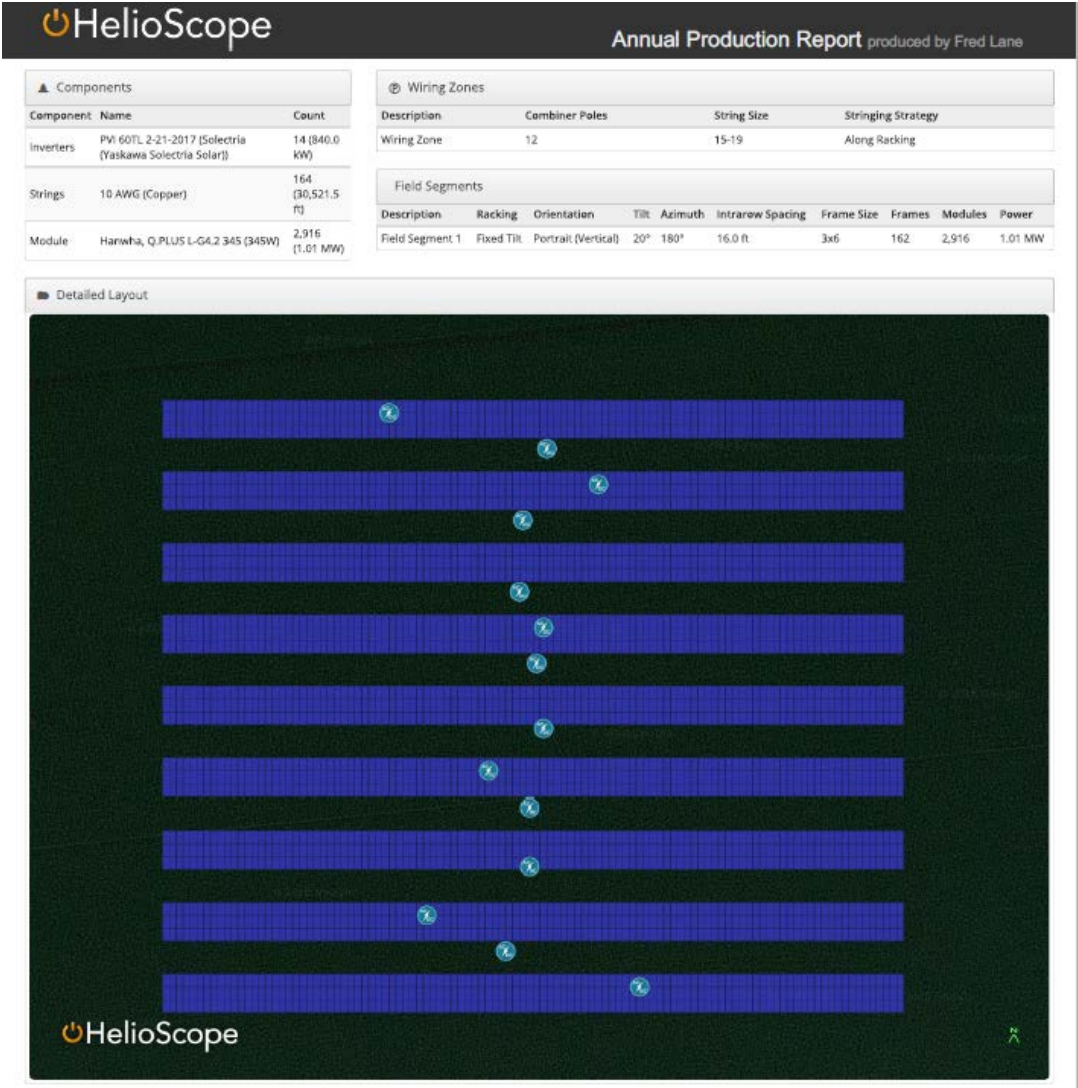 HelioScope
Annual Production Report produced by Fred Lane
Components
Component Name Count
Inverters PVI 60TL 2-21-2017 (Solectria (Yaskawa Solectria Solar)) 14 (840.0 kW)
Strings 10 AWG (Copper) 164 (30,521.5 ft)
Module Hanwha, Q.PLUS L-G4.2 345 (345W) 2,916 (1.01 MW)
Wiring Zones
Description Combiner Poles String Size Stringing Strategy
Wiring Zone 12 15-19 Along Racking
Field Segments
Description Racking Orientation Tilt Azimuth Intrarow Spacing Frame Size Frames Modules Power
Field Segment 1 Fixed Tilt Portrait (Vertical) 20° 180° 16.0 ft 3x6 162 2,916 1.01 MW
Detailed Layout
HelioScope
N